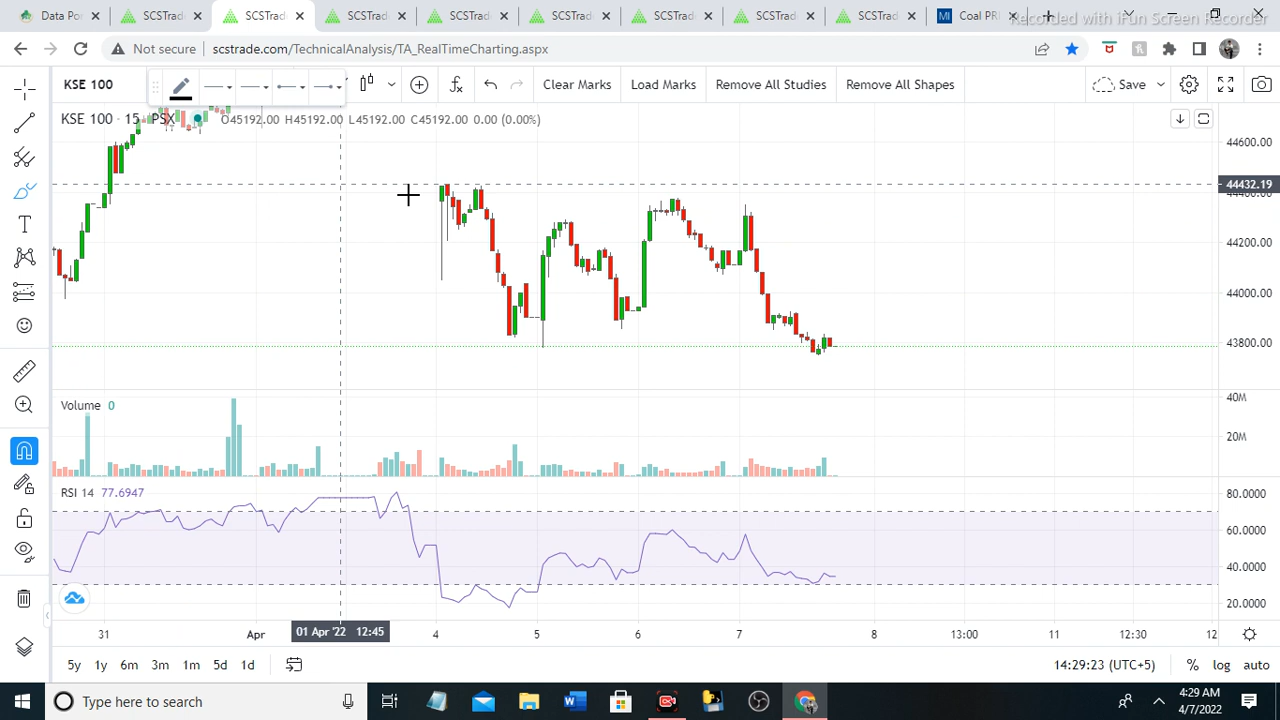 Data Po
SCSTrad
SCSTrad
SCSTrad
SCSTrad
SCSTrad
SCSTrad
SCSTrad
SCSTrad
MI Coal PRI
Recorded with iFun Screen Recorder
Not secure scstrade.com/TechnicalAnalysis/TA_RealTimeCharting.aspx
KSE 100
Clear Marks
Load Marks
Remove All Studies
Remove All Shapes
Save
KSE 100 · 15 · PSX O45192.00 H45192.00 L45192.00 C45192.00 0.00 (0.00%)
44600.00
44432.19
44200.00
44000.00
43800.00
Volume 0
40M
20M
RSI 14 77.6947
80.0000
60.0000
40.0000
20.0000
31 Apr 01 Apr '22 12:45 4 5 6 7 8 13:00 11 12:30 12
5y 1y 6m 3m 1m 5d 1d
14:29:23 (UTC+5) % log auto
Type here to search
4:29 AM
4/7/2022